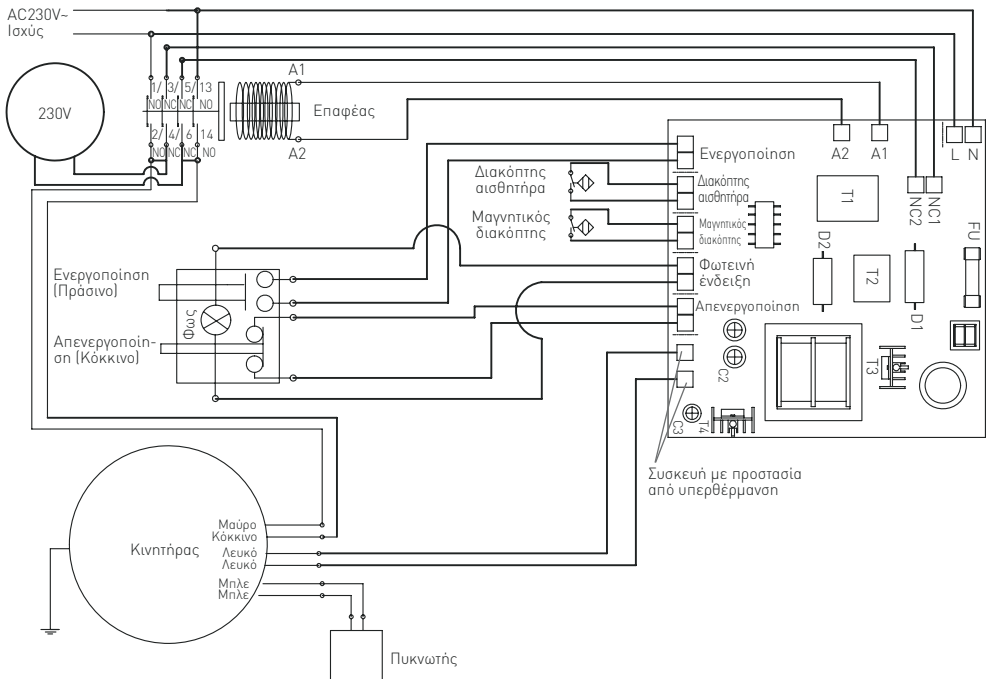 AC230V~
Ισχύς
230V
1/ 3/ 5/ 13
NO NC NC NO
2/ 4/ 6 14
NO NC NC NO
A1
Επαφέας
A2
Ενεργοποίηση
(Πράσινο)
Φως
Απενεργοποίη-
ση (Κόκκινο)
Διακόπτης
αισθητήρα
Μαγνητικός
διακόπτης
A2
A1
L N
Ενεργοποίηση
Διακόπτης
αισθητήρα
Μαγνητικός
διακόπτης
Φωτεινή
ένδειξη
Απενεργοποίηση
T1
NC2
NC1
FU
D2
T2
D1
C2
T3
C3
T4
Συσκευή με προστασία
από υπερθέρμανση
Κινητήρας
Μαύρο
Κόκκινο
Λευκό
Λευκό
Μπλε
Μπλε
Πυκνωτής